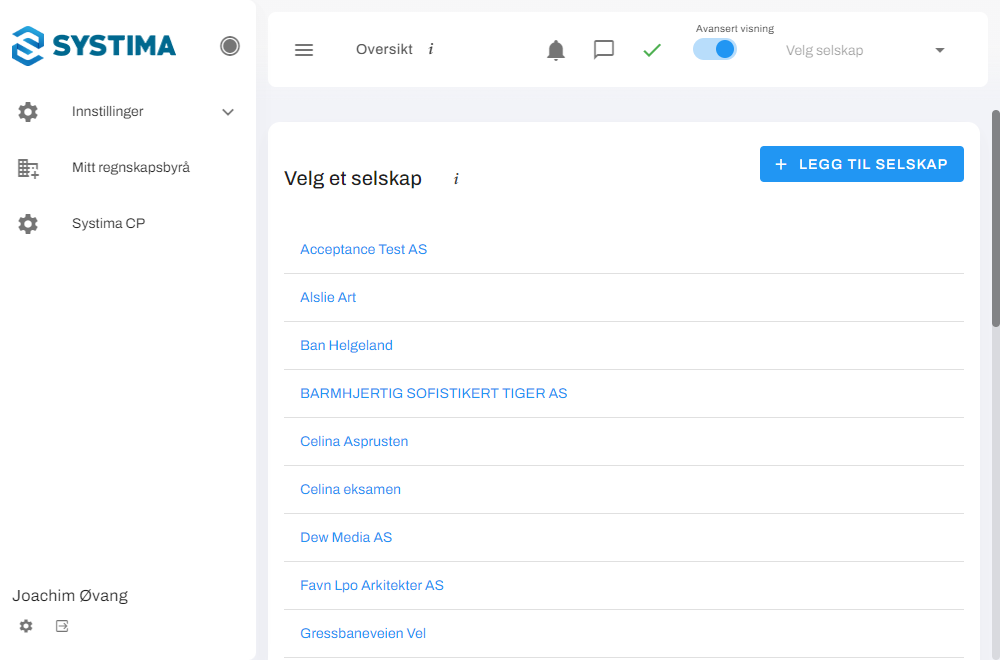 SYSTIMA
Innstillinger
Mitt regnskapsbyrå
Systima CP
Joachim Øvang
Oversikt i
Avansert visning
Velg selskap
Velg et selskap i
+ LEGG TIL SELSKAP
Acceptance Test AS
Alslie Art
Ban Helgeland
BARMHJERTIG SOFISTIKERT TIGER AS
Celina Asprusten
Celina eksamen
Dew Media AS
Favn Lpo Arkitekter AS
Gressbaneveien Vel